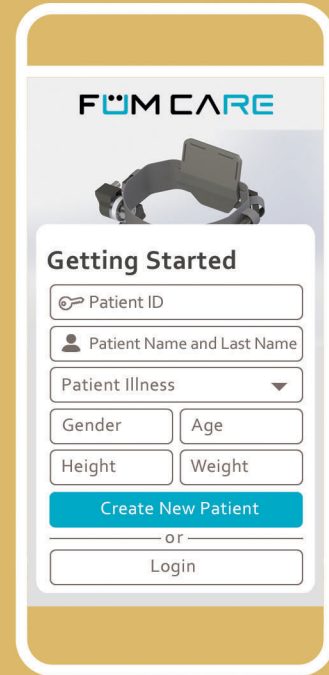 FÜM CARE
Getting Started
Patient ID
Patient Name and Last Name
Patient Illness
Gender
Age
Height
Weight
Create New Patient
or
Login